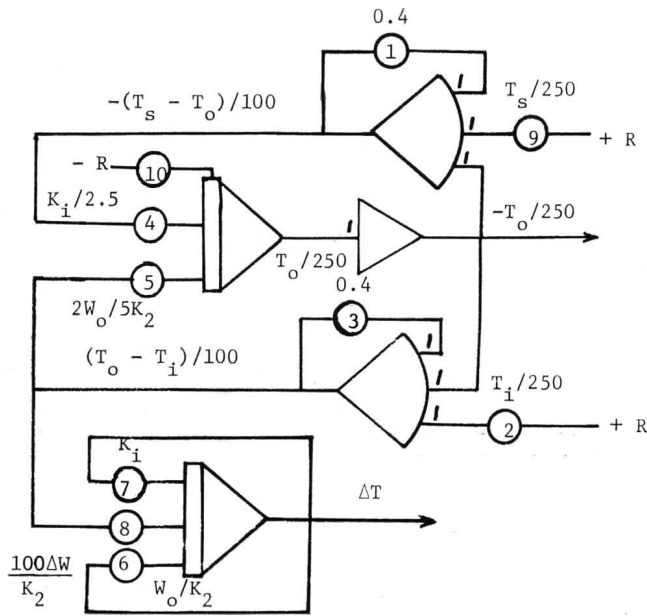 0.4
1
-(T_s - T_o)/100
T_s/250
9
+ R
- R
10
K_i/2.5
4
-T_o/250
T_o/250
5
2W_o/5K_2
0.4
3
(T_o - T_i)/100
T_i/250
2
+ R
K_i
7
ΔT
8
6
100ΔW
K_2
W_o/K_2